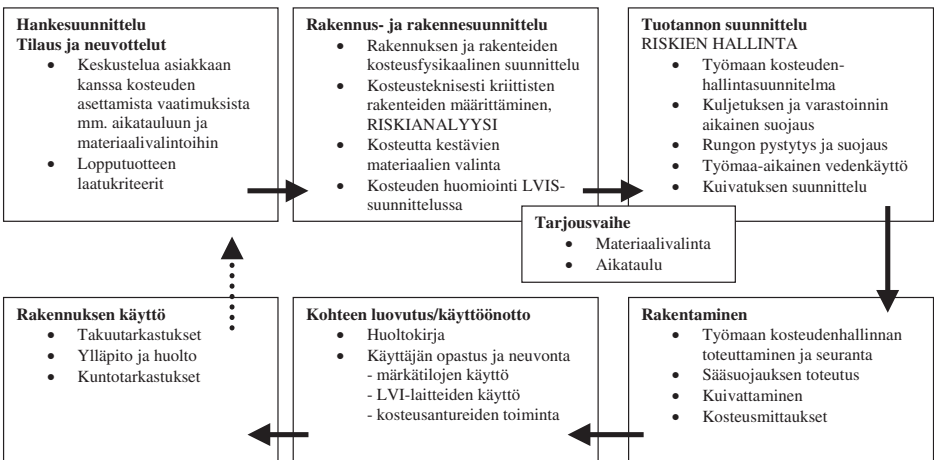 Hankesuunnittelu
Tilaus ja neuvottelut
• Keskustelua asiakkaan
kanssa kosteuden
asettamista vaatimuksista
mm. aikatauluun ja
materiaalivalintoihin
• Lopputuotteen
laatukriteerit
Rakennus- ja rakennesuunnittelu
• Rakennuksen ja rakenteiden
kosteusfysikaalinen suunnittelu
• Kosteusteknisesti kriittisten
rakenteiden määrittäminen,
RISKIANALYYSI
• Kosteutta kestävien
materiaalien valinta
• Kosteuden huomiointi LVIS-
suunnittelussa
Tuotannon suunnittelu
RISKIEN HALLINTA
• Työmaan kosteuden-
hallintasuunnitelma
• Kuljetuksen ja varastoinnin
aikainen suojaus
• Rungon pystytys ja suojaus
• Työmaa-aikainen vedenkäyttö
• Kuivatuksen suunnittelu
Tarjousvaihe
• Materiaalivalinta
• Aikataulu
Rakennuksen käyttö
• Takuutarkastukset
• Ylläpito ja huolto
• Kuntotarkastukset
Kohteen luovutus/käyttöönotto
• Huoltokirja
• Käyttäjän opastus ja neuvonta
- märkätilojen käyttö
- LVI-laitteiden käyttö
- kosteusantureiden toiminta
Rakentaminen
• Työmaan kosteudenhallinnan
toteuttaminen ja seuranta
• Sääsuojauksen toteutus
• Kuivattaminen
• Kosteusmittaukset